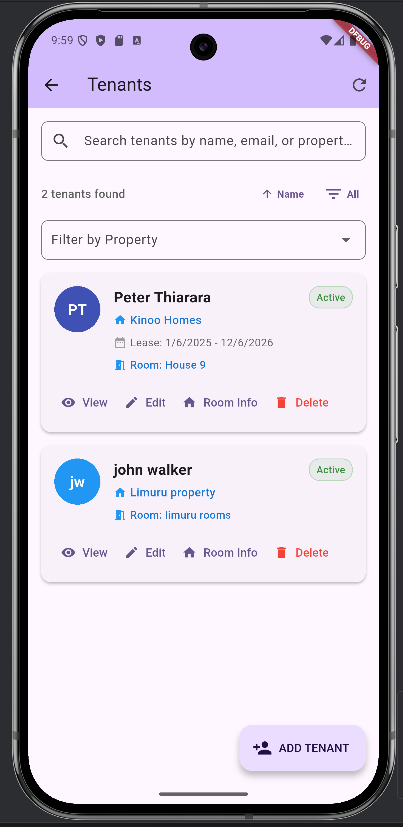 9:59
DEBUG
Tenants
Search tenants by name, email, or propert...
2 tenants found
Name
All
Filter by Property
PT
Peter Thiarara
Active
Kinoo Homes
Lease: 1/6/2025 - 12/6/2026
Room: House 9
View
Edit
Room Info
Delete
jw
john walker
Active
Limuru property
Room: limuru rooms
View
Edit
Room Info
Delete
ADD TENANT